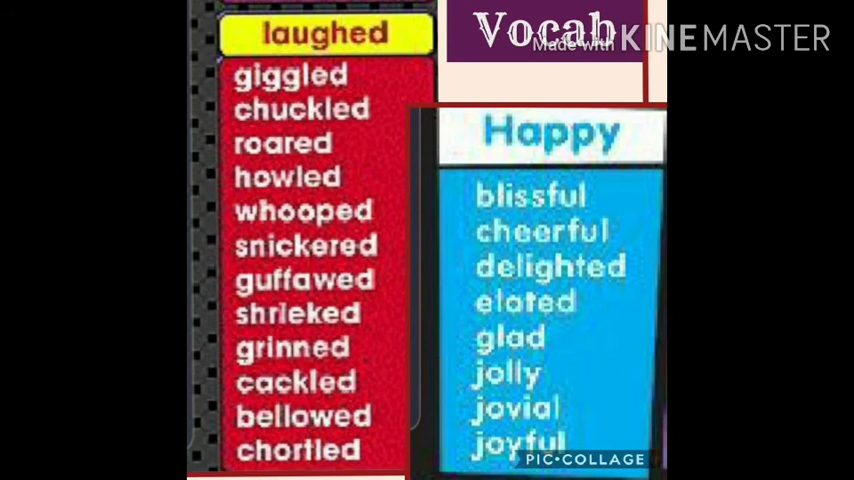 laughed
giggled
chuckled
roared
howled
whooped
snickered
guffawed
shrieked
grinned
cackled
bellowed
chortled
Vocab
Made with KINEMASTER
Happy
blissful
cheerful
delighted
elated
glad
jolly
jovial
joyful
PIC•COLLAGE